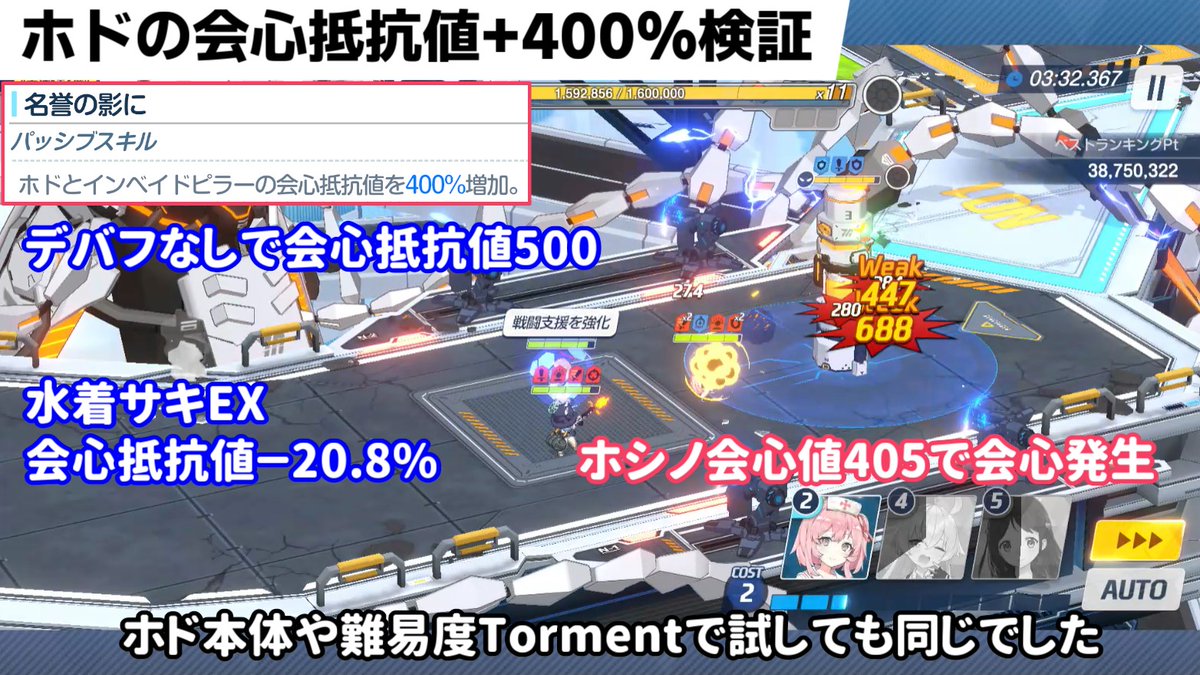 ホドの会心抵抗値+400%検証
名誉の影に
パッシブスキル
ホドとインベイドピラーの会心抵抗値を400%増加。
1,592,856 / 1,600,000
x11
03:32.367
ベストランキングPt
38,750,322
デバフなしで会心抵抗値500
274
Weak
447
280
688
戦闘支援を強化
x2
x2
水着サキEX
会心抵抗値−20.8%
ホシノ会心値405で会心発生
2
4
5
COST
2
AUTO
ホド本体や難易度Tormentで試しても同じでした